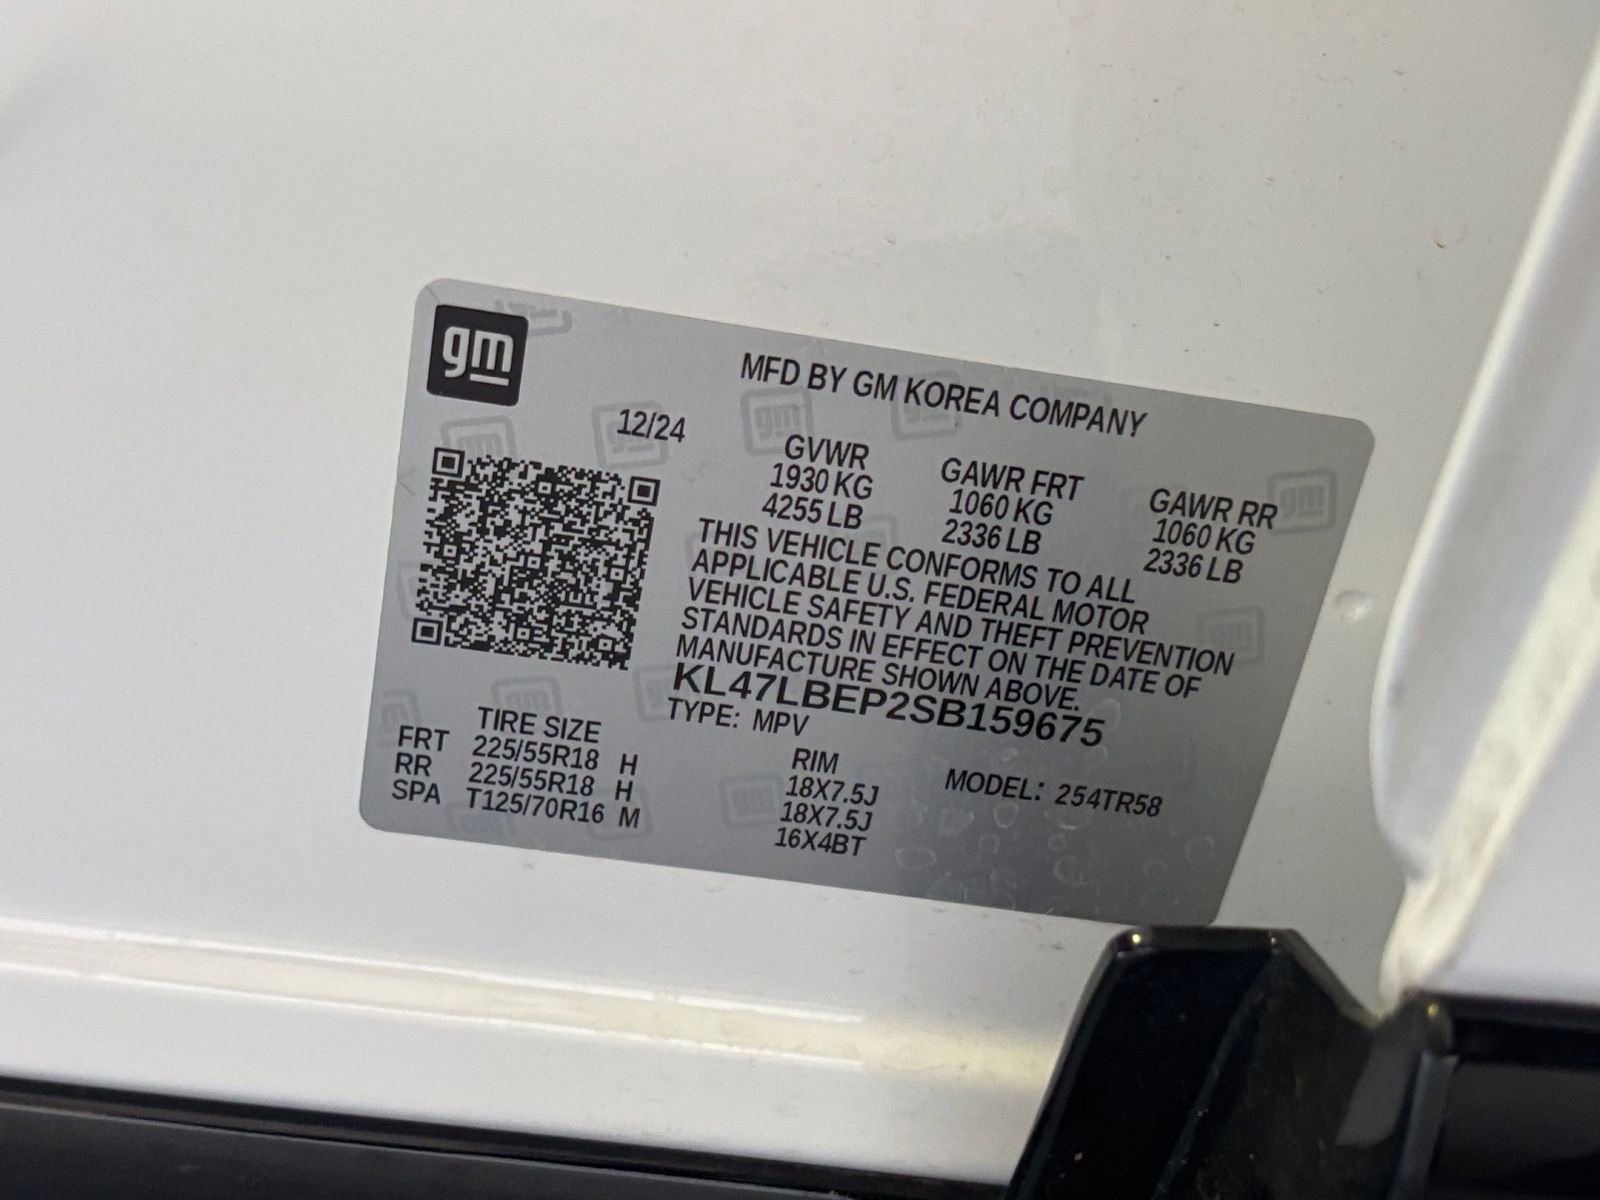 gm
MFD BY GM KOREA COMPANY
12/24
GVWR GAWR FRT GAWR RR
1930 KG 1060 KG 1060 KG
4255 LB 2336 LB 2336 LB
THIS VEHICLE CONFORMS TO ALL
APPLICABLE U.S. FEDERAL MOTOR
VEHICLE SAFETY AND THEFT PREVENTION
STANDARDS IN EFFECT ON THE DATE OF
MANUFACTURE SHOWN ABOVE.
KL47LBEP2SB159675
TYPE: MPV
MODEL: 254TR58
TIRE SIZE RIM
FRT 225/55R18 H 18X7.5J
RR 225/55R18 H 18X7.5J
SPA T125/70R16 M 16X4BT